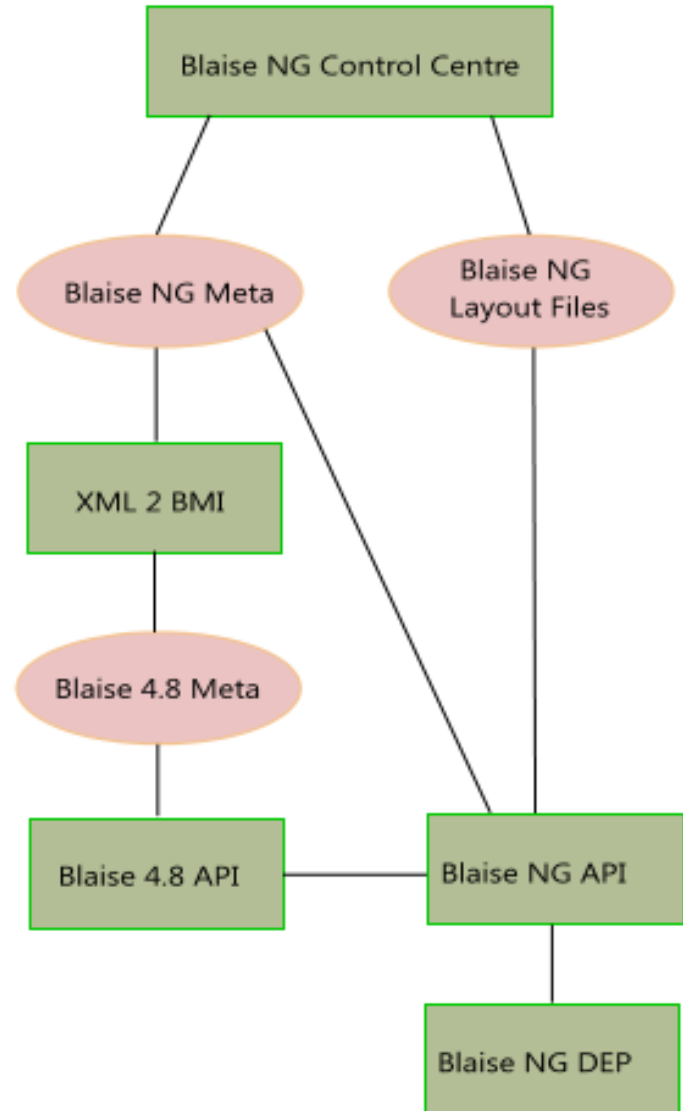 Blaise NG Control Centre
Blaise NG Meta
Blaise NG
Layout Files
XML 2 BMI
Blaise 4.8 Meta
Blaise 4.8 API
Blaise NG API
Blaise NG DEP